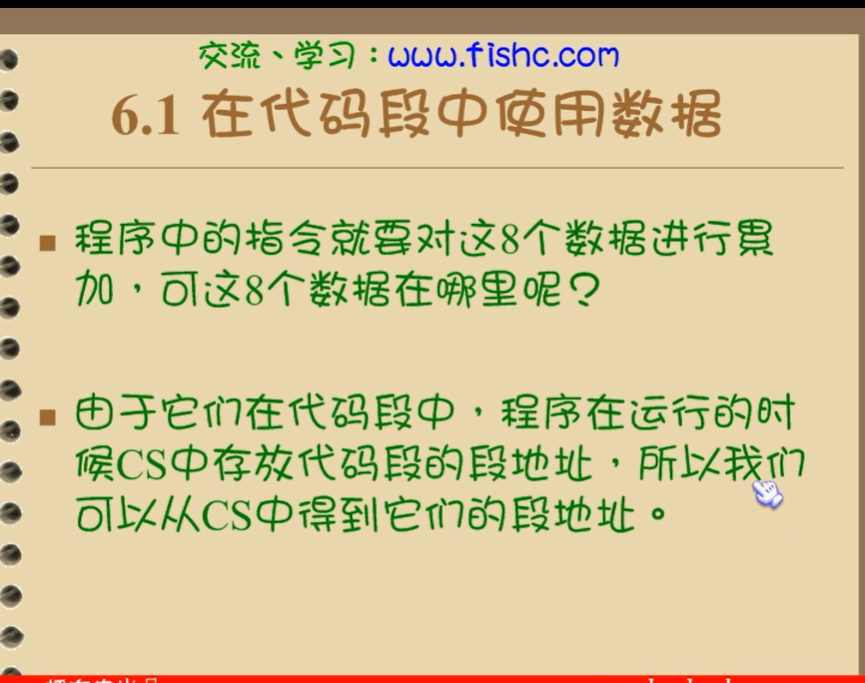 交流、学习：www.fishc.com
6.1 在代码段中使用数据
程序中的指令就要对这8个数据进行累
加，可这8个数据在哪里呢？
由于它们在代码段中，程序在运行的时
候CS中存放代码段的段地址，所以我们
可以从CS中得到它们的段地址。